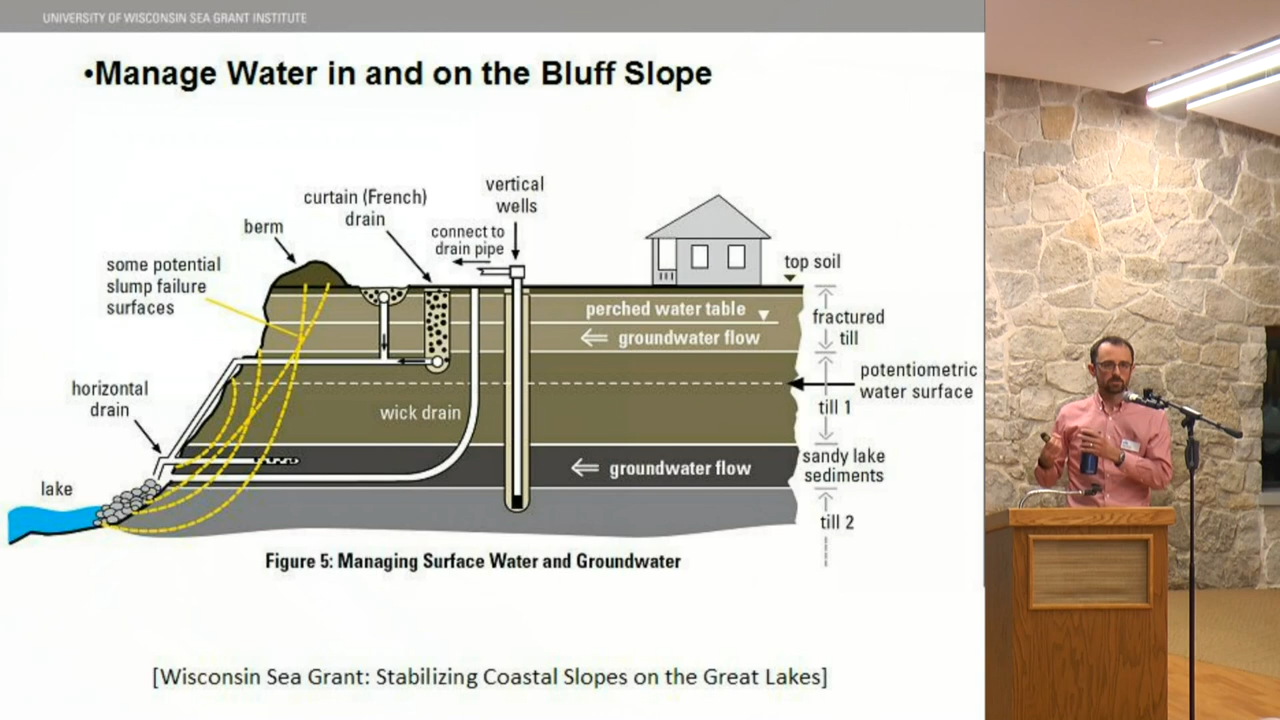 UNIVERSITY OF WISCONSIN SEA GRANT INSTITUTE
•Manage Water in and on the Bluff Slope
vertical
wells
curtain (French)
drain
berm
connect to
drain pipe
some potential
slump failure
surfaces
top soil
perched water table
fractured
till
groundwater flow
potentiometric
water surface
horizontal
drain
wick drain
till 1
sandy lake
sediments
groundwater flow
lake
till 2
Figure 5: Managing Surface Water and Groundwater
[Wisconsin Sea Grant: Stabilizing Coastal Slopes on the Great Lakes]